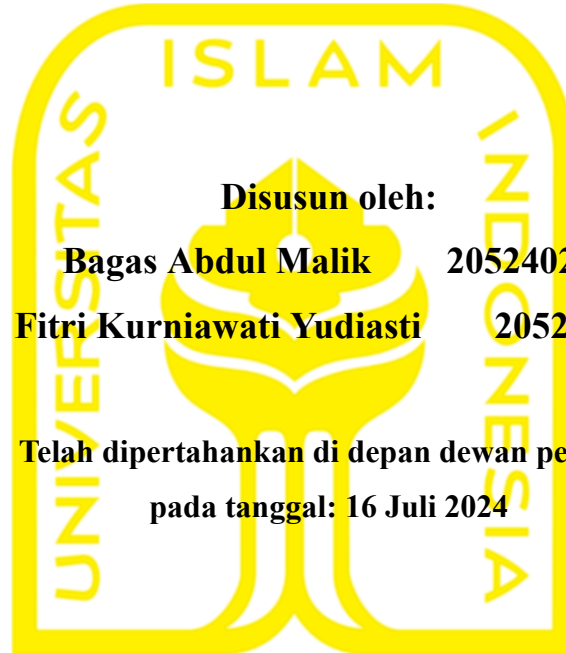 ISLAM
UNIVERSITAS
INDONESIA
Disusun oleh:
Bagas Abdul Malik 2052402
Fitri Kurniawati Yudiasti 2052
Telah dipertahankan di depan dewan pe
pada tanggal: 16 Juli 2024